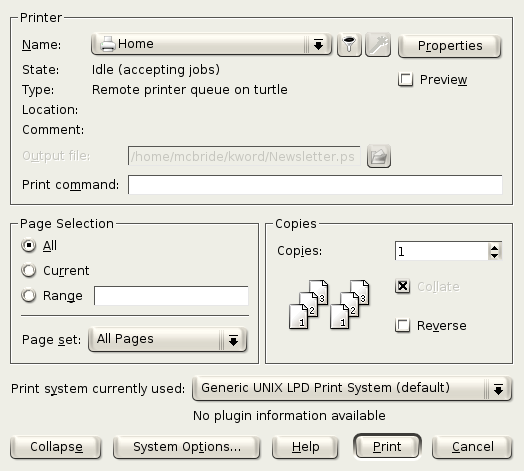 Printer
Name: Home Properties
State: Idle (accepting jobs)
Type: Remote printer queue on turtle Preview
Location:
Comment:
Output file: /home/mcbride/kword/Newsletter.ps
Print command:
Page Selection
All
Current
Range
Page set: All Pages
Copies
Copies: 1
1 2 3 1 2 3
Collate
Reverse
Print system currently used: Generic UNIX LPD Print System (default)
No plugin information available
Collapse System Options... Help Print Cancel